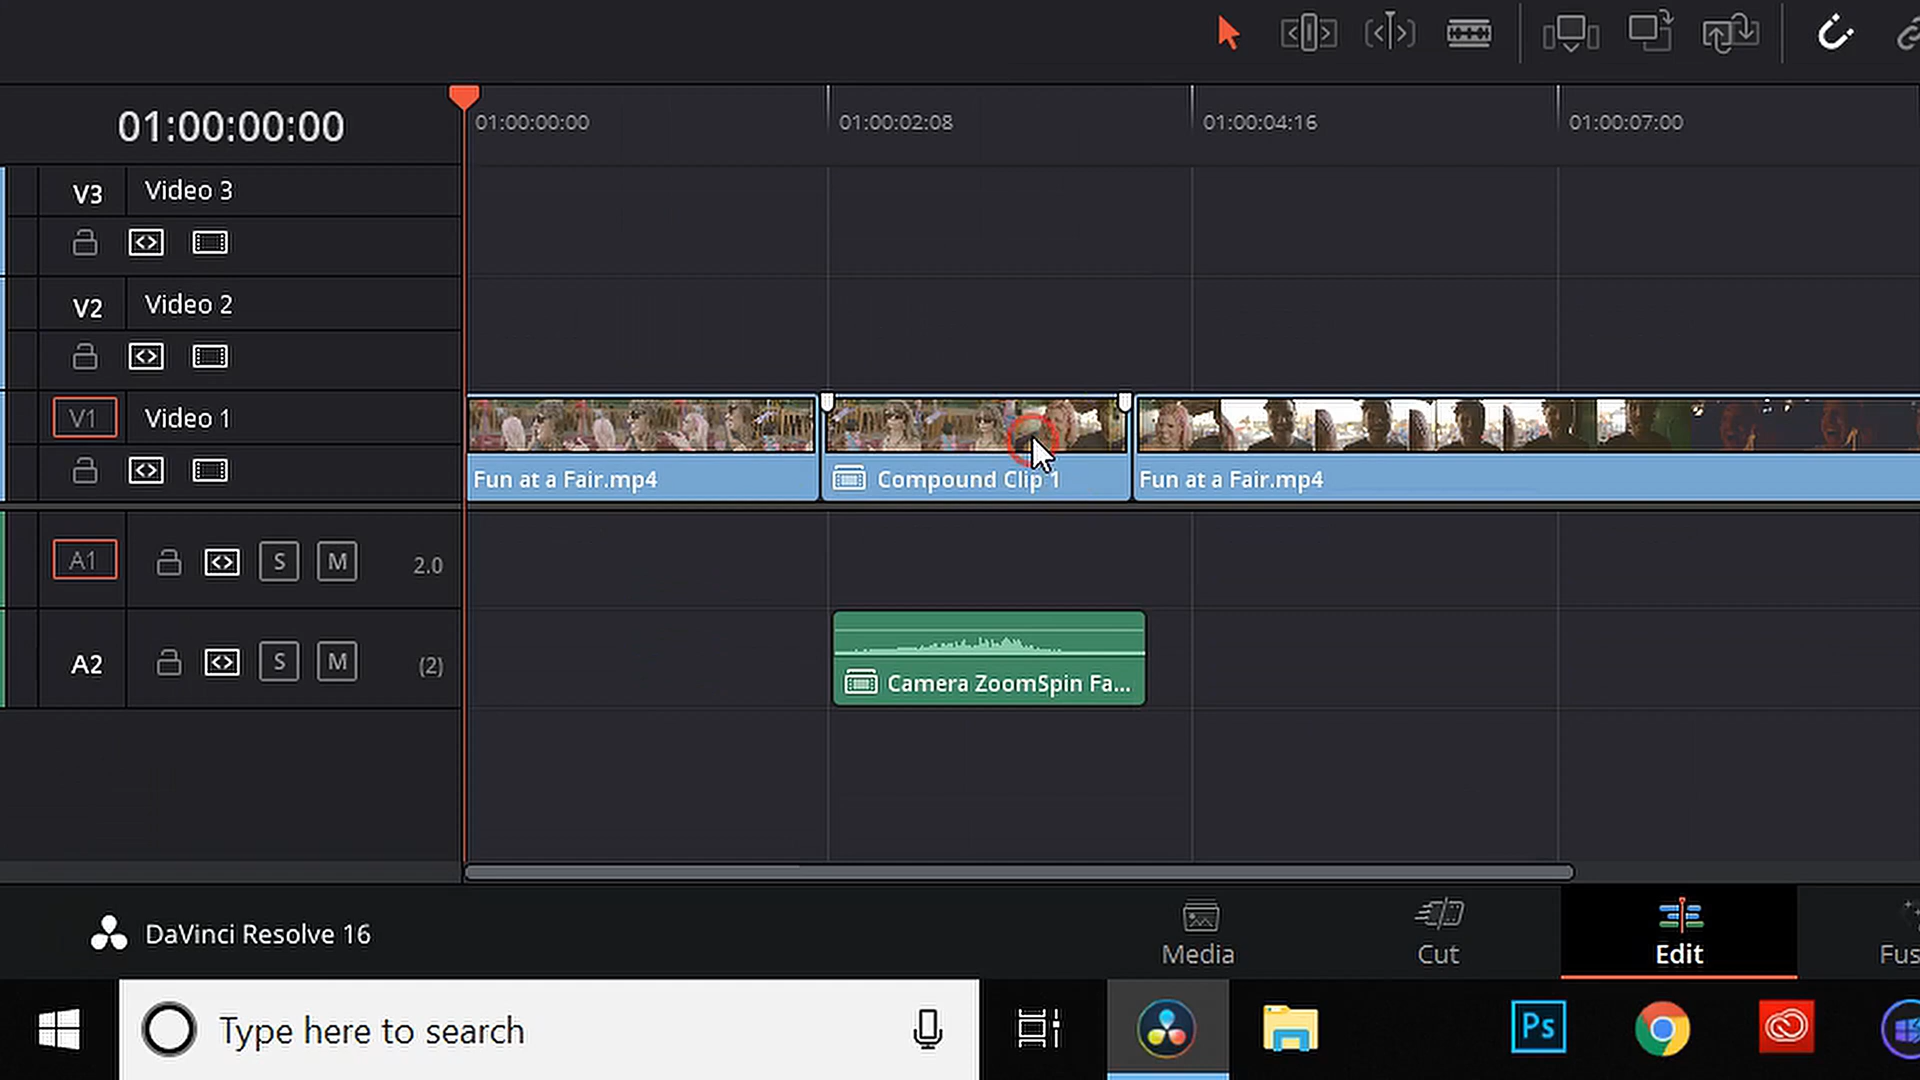 01:00:00:00
01:00:00:00
01:00:02:08
01:00:04:16
01:00:07:00
V3
Video 3
V2
Video 2
V1
Video 1
Fun at a Fair.mp4
Compound Clip 1
Fun at a Fair.mp4
A1
S
M
2.0
A2
S
M
(2)
Camera ZoomSpin Fa...
DaVinci Resolve 16
Media
Cut
Edit
Fus
Type here to search
Ps